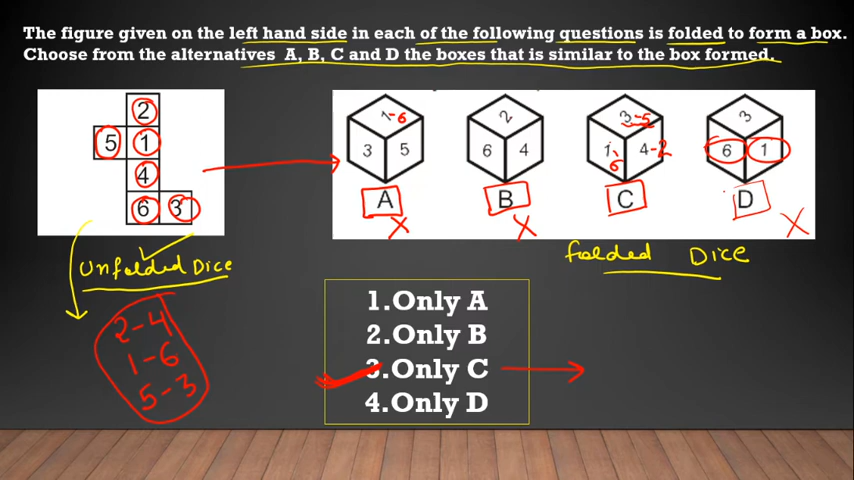 The figure given on the left hand side in each of the following questions is folded to form a box.
Choose from the alternatives A, B, C and D the boxes that is similar to the box formed.
2
5 1
4
6 3
1-6
3 5
A
X
2
6 4
B
X
3-5
1-6 4-2
C
3
6 1
D
X
Unfolded Dice
folded Dice
2-4
1-6
5-3
1.Only A
2.Only B
3.Only C
4.Only D